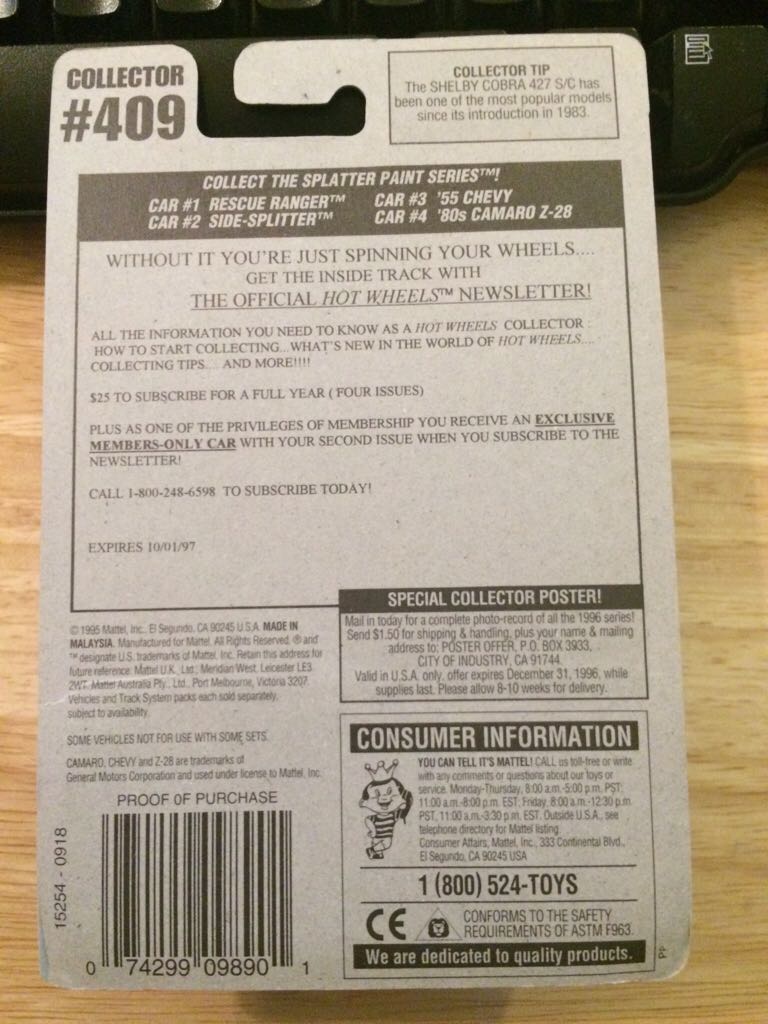 COLLECTOR
#409
COLLECTOR TIP
The SHELBY COBRA 427 S/C has
been one of the most popular models
since its introduction in 1983.
COLLECT THE SPLATTER PAINT SERIES™!
CAR #1 RESCUE RANGER™ CAR #3 '55 CHEVY
CAR #2 SIDE-SPLITTER™ CAR #4 '80s CAMARO Z-28
WITHOUT IT YOU'RE JUST SPINNING YOUR WHEELS....
GET THE INSIDE TRACK WITH
THE OFFICIAL HOT WHEELS™ NEWSLETTER!
ALL THE INFORMATION YOU NEED TO KNOW AS A HOT WHEELS COLLECTOR :
HOW TO START COLLECTING...WHAT'S NEW IN THE WORLD OF HOT WHEELS....
COLLECTING TIPS.... AND MORE!!!!
$25 TO SUBSCRIBE FOR A FULL YEAR ( FOUR ISSUES)
PLUS AS ONE OF THE PRIVILEGES OF MEMBERSHIP YOU RECEIVE AN EXCLUSIVE
MEMBERS-ONLY CAR WITH YOUR SECOND ISSUE WHEN YOU SUBSCRIBE TO THE
NEWSLETTER!
CALL 1-800-248-6598 TO SUBSCRIBE TODAY!
EXPIRES 10/01/97
© 1995 Mattel, Inc. El Segundo, CA 90245 U.S.A. MADE IN
MALAYSIA. Manufactured for Mattel. All Rights Reserved. ® and
™ designate U.S. trademarks of Mattel, Inc. Retain this address for
future reference: Mattel U.K., Ltd., Meridian West, Leicester LE3
2WT. Mattel Australia Pty., Ltd., Port Melbourne, Victoria 3207.
Vehicles and Track System packs each sold separately,
subject to availability.
SOME VEHICLES NOT FOR USE WITH SOME SETS.
CAMARO, CHEVY and Z-28 are trademarks of
General Motors Corporation and used under license to Mattel, Inc.
PROOF OF PURCHASE
15254 - 0918
0 74299 09890 1
SPECIAL COLLECTOR POSTER!
Mail in today for a complete photo-record of all the 1996 series!
Send $1.50 for shipping & handling, plus your name & mailing
address to: POSTER OFFER, P.O. BOX 3933,
CITY OF INDUSTRY, CA 91744
Valid in U.S.A. only, offer expires December 31, 1996, while
supplies last. Please allow 8-10 weeks for delivery.
CONSUMER INFORMATION
YOU CAN TELL IT'S MATTEL! CALL us toll-free or write
with any comments or questions about our toys or
service. Monday-Thursday, 8:00 a.m.-5:00 p.m. PST;
11:00 a.m.-8:00 p.m. EST; Friday, 8:00 a.m.-12:30 p.m.
PST, 11:00 a.m.-3:30 p.m. EST. Outside U.S.A., see
telephone directory for Mattel listing.
Consumer Affairs, Mattel, Inc., 333 Continental Blvd.,
El Segundo, CA 90245 USA
1 (800) 524-TOYS
CE CONFORMS TO THE SAFETY
REQUIREMENTS OF ASTM F963.
We are dedicated to quality products.
PP